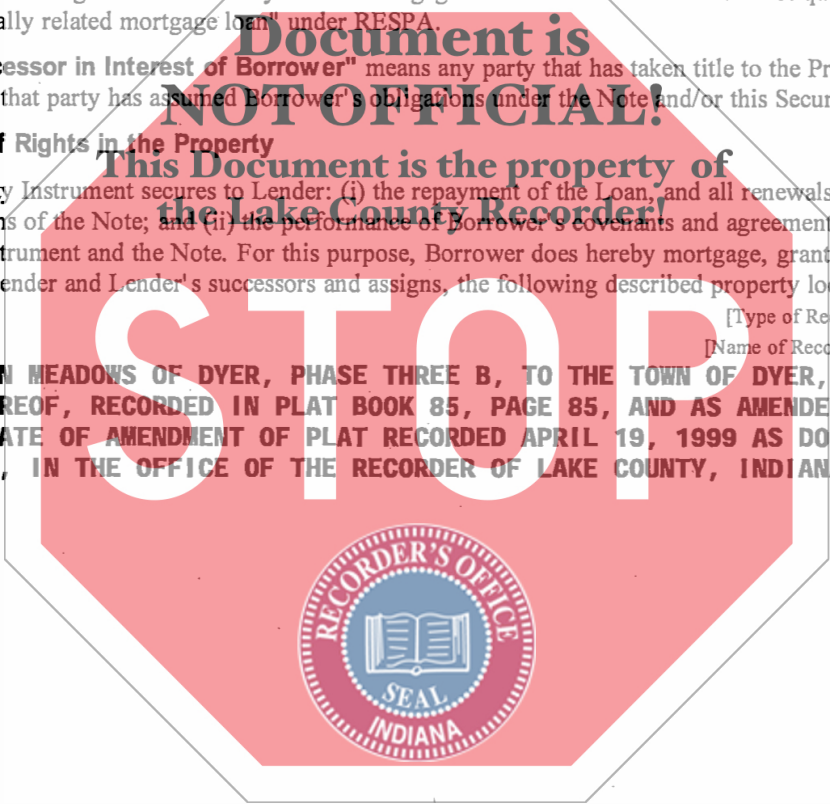 ally related mortgage loan" under RESPA.
Document is
cessor in Interest of Borrower" means any party that has taken title to the Pr
that party has assumed Borrower's obligations under the Note and/or this Secur
NOT OFFICIAL!
f Rights in the Property
This Document is the property of
y Instrument secures to Lender: (i) the repayment of the Loan, and all renewals
the Lake County Recorder!
ns of the Note; and (ii) the performance of Borrower's covenants and agreement
trument and the Note. For this purpose, Borrower does hereby mortgage, grant
ender and Lender's successors and assigns, the following described property lo
[Type of Re
[Name of Reco
STOP
N MEADOWS OF DYER, PHASE THREE B, TO THE TOWN OF DYER,
REOF, RECORDED IN PLAT BOOK 85, PAGE 85, AND AS AMENDE
ATE OF AMENDMENT OF PLAT RECORDED APRIL 19, 1999 AS DO
, IN THE OFFICE OF THE RECORDER OF LAKE COUNTY, INDIAN
RECORDER'S OFFICE
SEAL
INDIANA